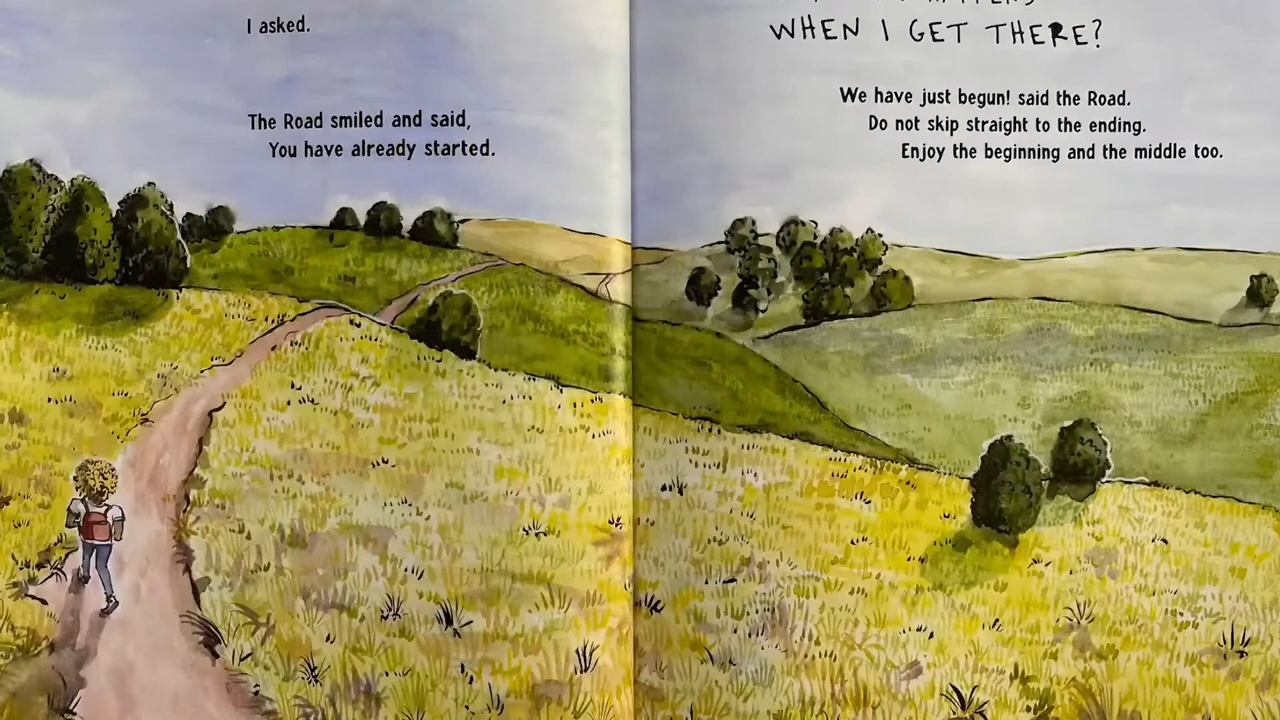 I asked.
The Road smiled and said,
You have already started.
WHEN I GET THERE?
We have just begun! said the Road.
Do not skip straight to the ending.
Enjoy the beginning and the middle too.